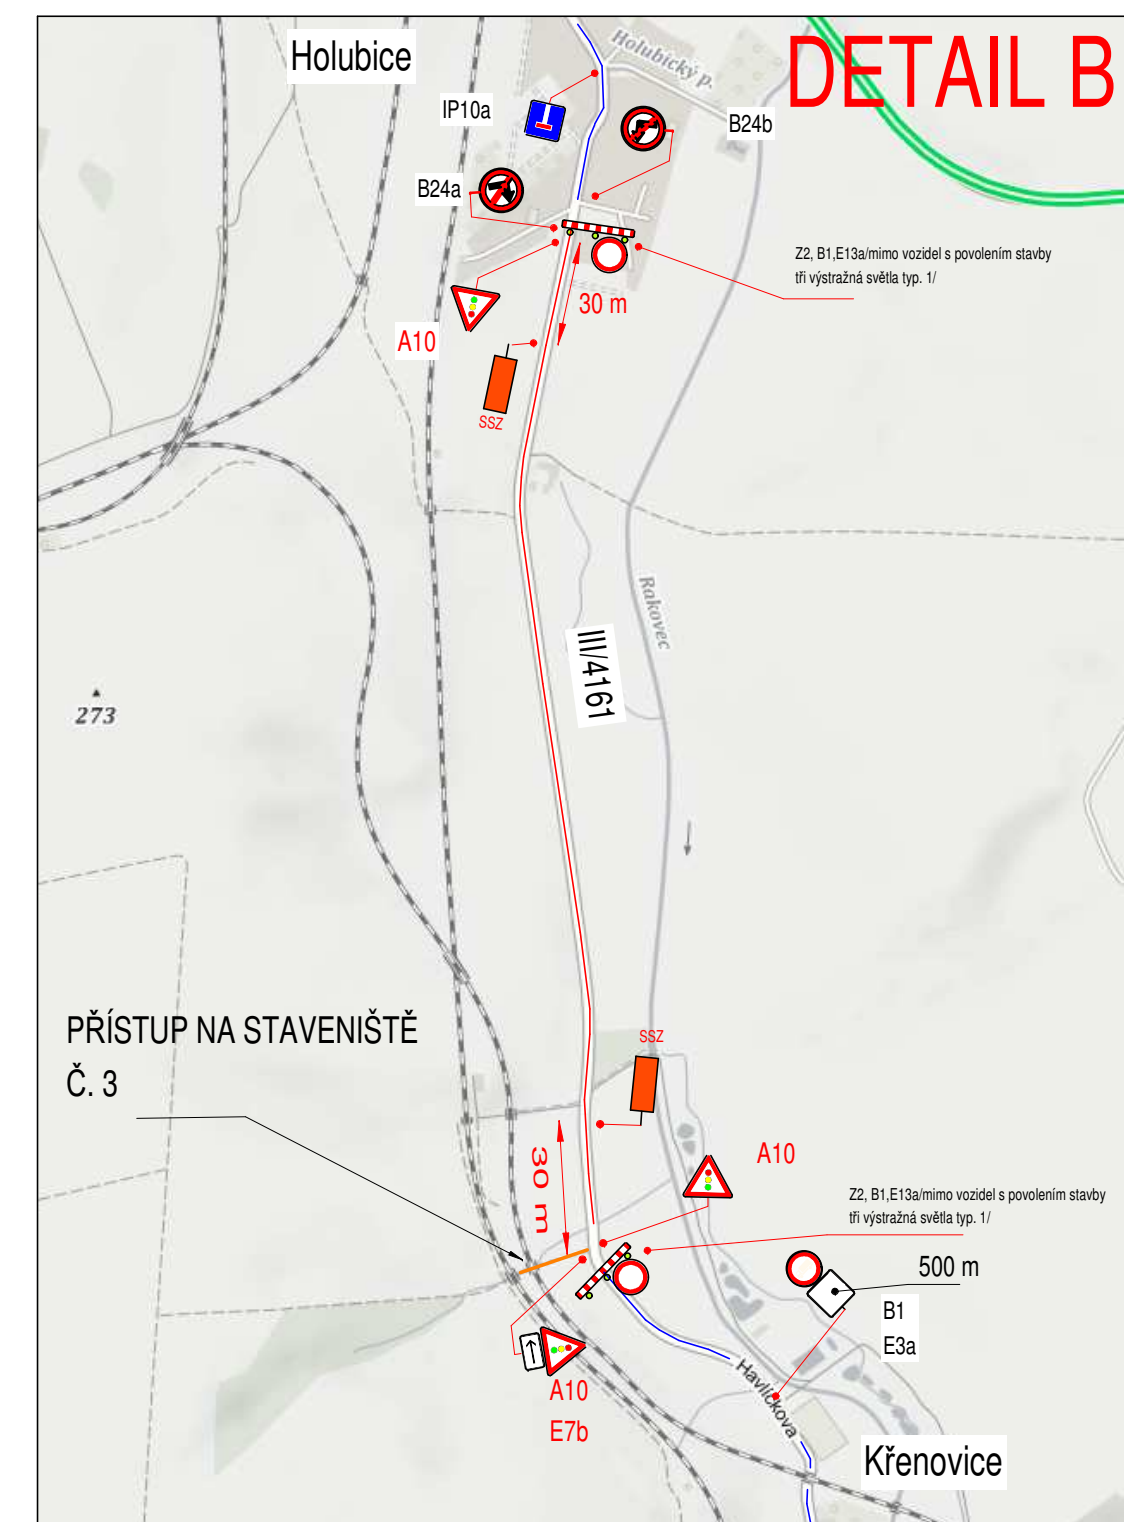 DETAIL B
Holubice
Holubický p.
IP10a
B24b
B24a
Z2, B1,E13a/mimo vozidel s povolením stavby
tři výstražná světla typ. 1/
30 m
A10
SSZ
Rakovec
III/4161
273
PŘÍSTUP NA STAVENIŠTĚ
Č. 3
SSZ
30 m
A10
Z2, B1,E13a/mimo vozidel s povolením stavby
tři výstražná světla typ. 1/
500 m
B1
E3a
A10
E7b
Havlíčkova
Křenovice